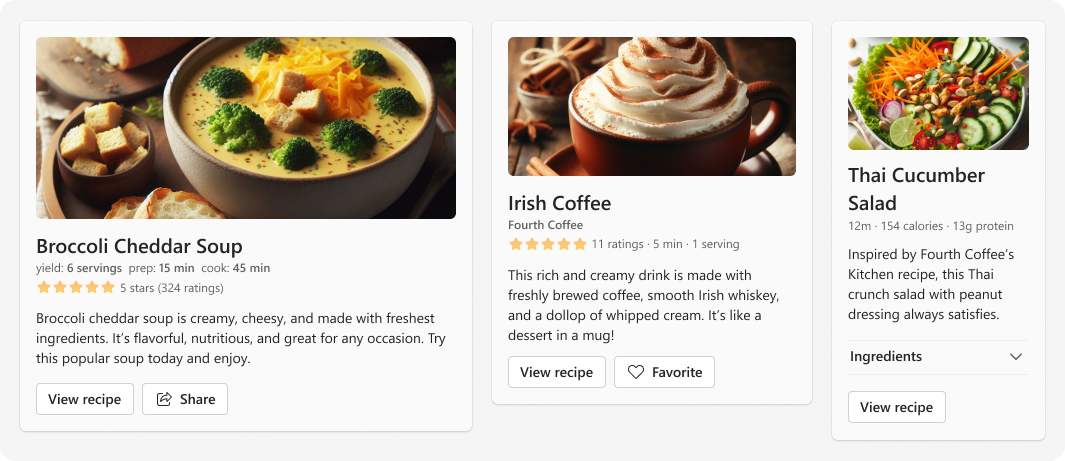 Broccoli Cheddar Soup
yield: 6 servings prep: 15 min cook: 45 min
5 stars (324 ratings)
Broccoli cheddar soup is creamy, cheesy, and made with freshest
ingredients. It’s flavorful, nutritious, and great for any occasion. Try
this popular soup today and enjoy.
View recipe
Share
Irish Coffee
Fourth Coffee
11 ratings · 5 min · 1 serving
This rich and creamy drink is made with
freshly brewed coffee, smooth Irish whiskey,
and a dollop of whipped cream. It’s like a
dessert in a mug!
View recipe
Favorite
Thai Cucumber
Salad
12m · 154 calories · 13g protein
Inspired by Fourth Coffee’s
Kitchen recipe, this Thai
crunch salad with peanut
dressing always satisfies.
Ingredients
View recipe